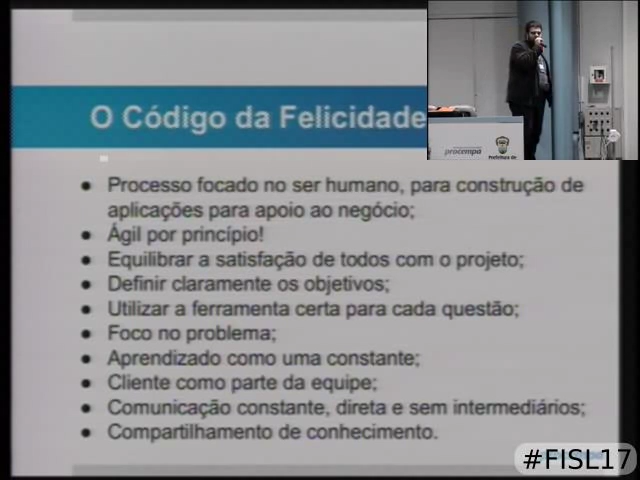 O Código da Felicidade
procempa
Prefeitura de
● Processo focado no ser humano, para construção de
aplicações para apoio ao negócio;
● Ágil por princípio!
● Equilibrar a satisfação de todos com o projeto;
● Definir claramente os objetivos;
● Utilizar a ferramenta certa para cada questão;
● Foco no problema;
● Aprendizado como uma constante;
● Cliente como parte da equipe;
● Comunicação constante, direta e sem intermediários;
● Compartilhamento de conhecimento.
#FISL17